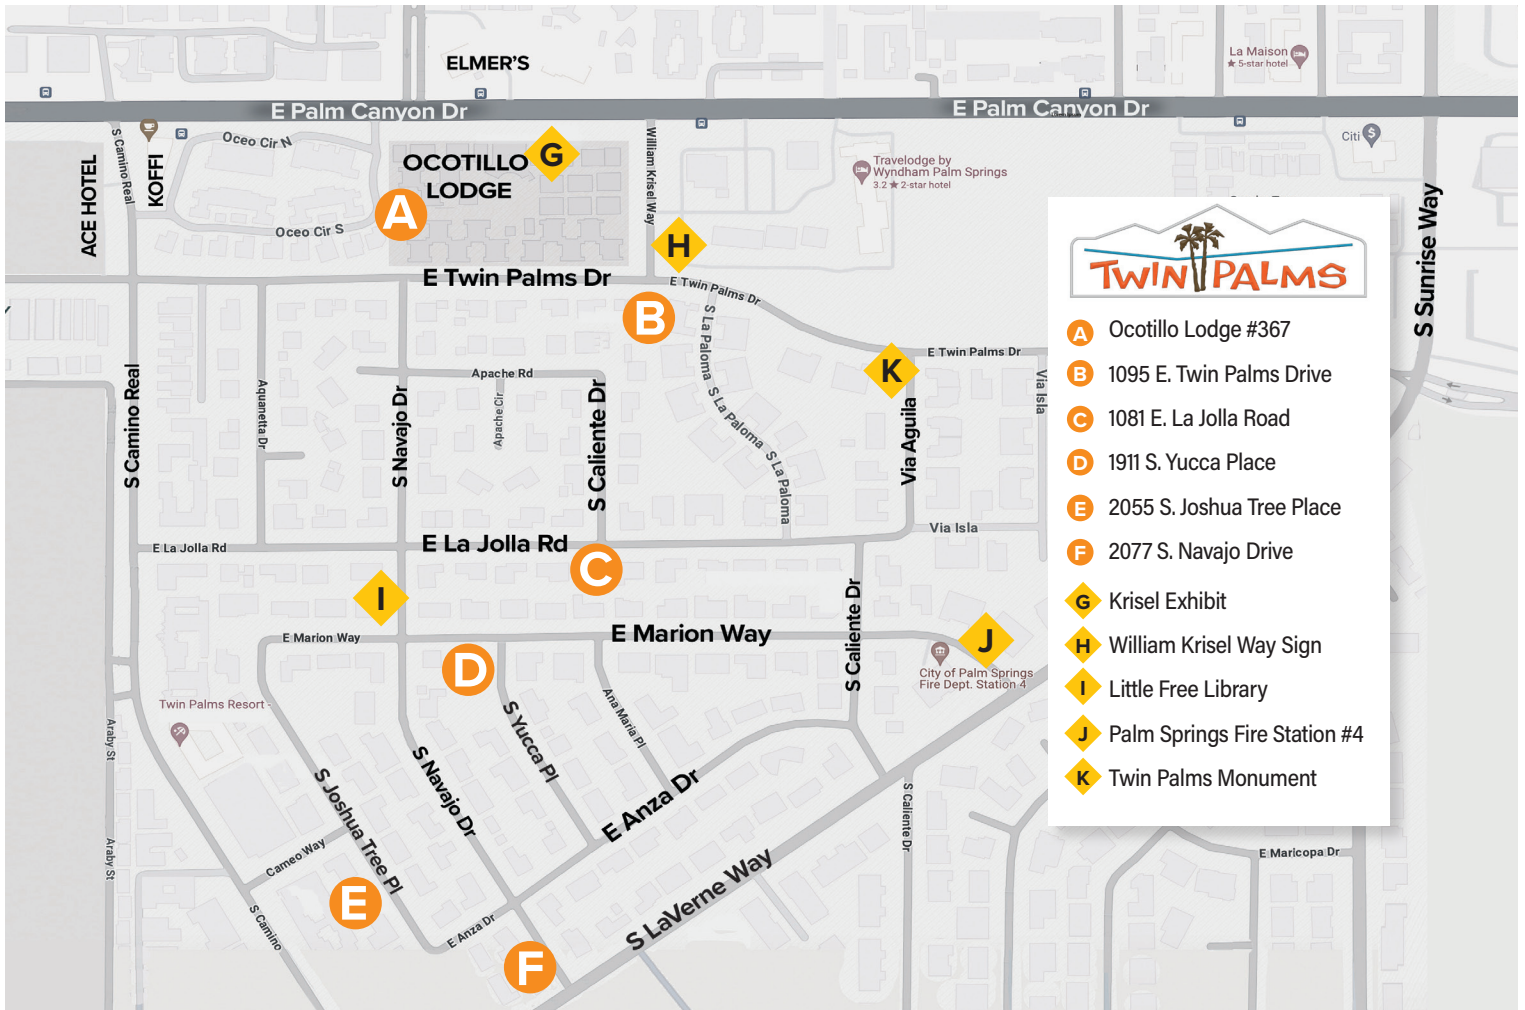 ELMER'S
La Maison
★ 5-star hotel
E Palm Canyon Dr
E Palm Canyon Dr
S Camino Real
Oceo Cir N
KOFFI
ACE HOTEL
OCOTILLO
LODGE
G
A
Oceo Cir S
William Krisel Way
Travelodge by
Wyndham Palm Springs
3.2 ★ 2-star hotel
Citi
$
S Sunrise Way
H
E Twin Palms Dr
E Twin Palms Dr
B
S La Paloma
S La Paloma
S La Paloma
K
E Twin Palms Dr
Via Isla
Via Aguila
Apache Rd
Apache Cir
S Camino Real
Aquanetta Dr
S Navajo Dr
S Caliente Dr
E La Jolla Rd
E La Jolla Rd
C
Via Isla
I
E Marion Way
E Marion Way
S Caliente Dr
J
City of Palm Springs
Fire Dept. Station 4
D
Twin Palms Resort -
Ana Maria Pl
S Yucca Pl
S Navajo Dr
S Joshua Tree Pl
Araby St
Araby St
E Anza Dr
S Caliente Dr
Cameo Way
E
S Camino
E Anza Dr
F
S LaVerne Way
E Maricopa Dr
TWIN PALMS
A Ocotillo Lodge #367
B 1095 E. Twin Palms Drive
C 1081 E. La Jolla Road
D 1911 S. Yucca Place
E 2055 S. Joshua Tree Place
F 2077 S. Navajo Drive
G Krisel Exhibit
H William Krisel Way Sign
I Little Free Library
J Palm Springs Fire Station #4
K Twin Palms Monument